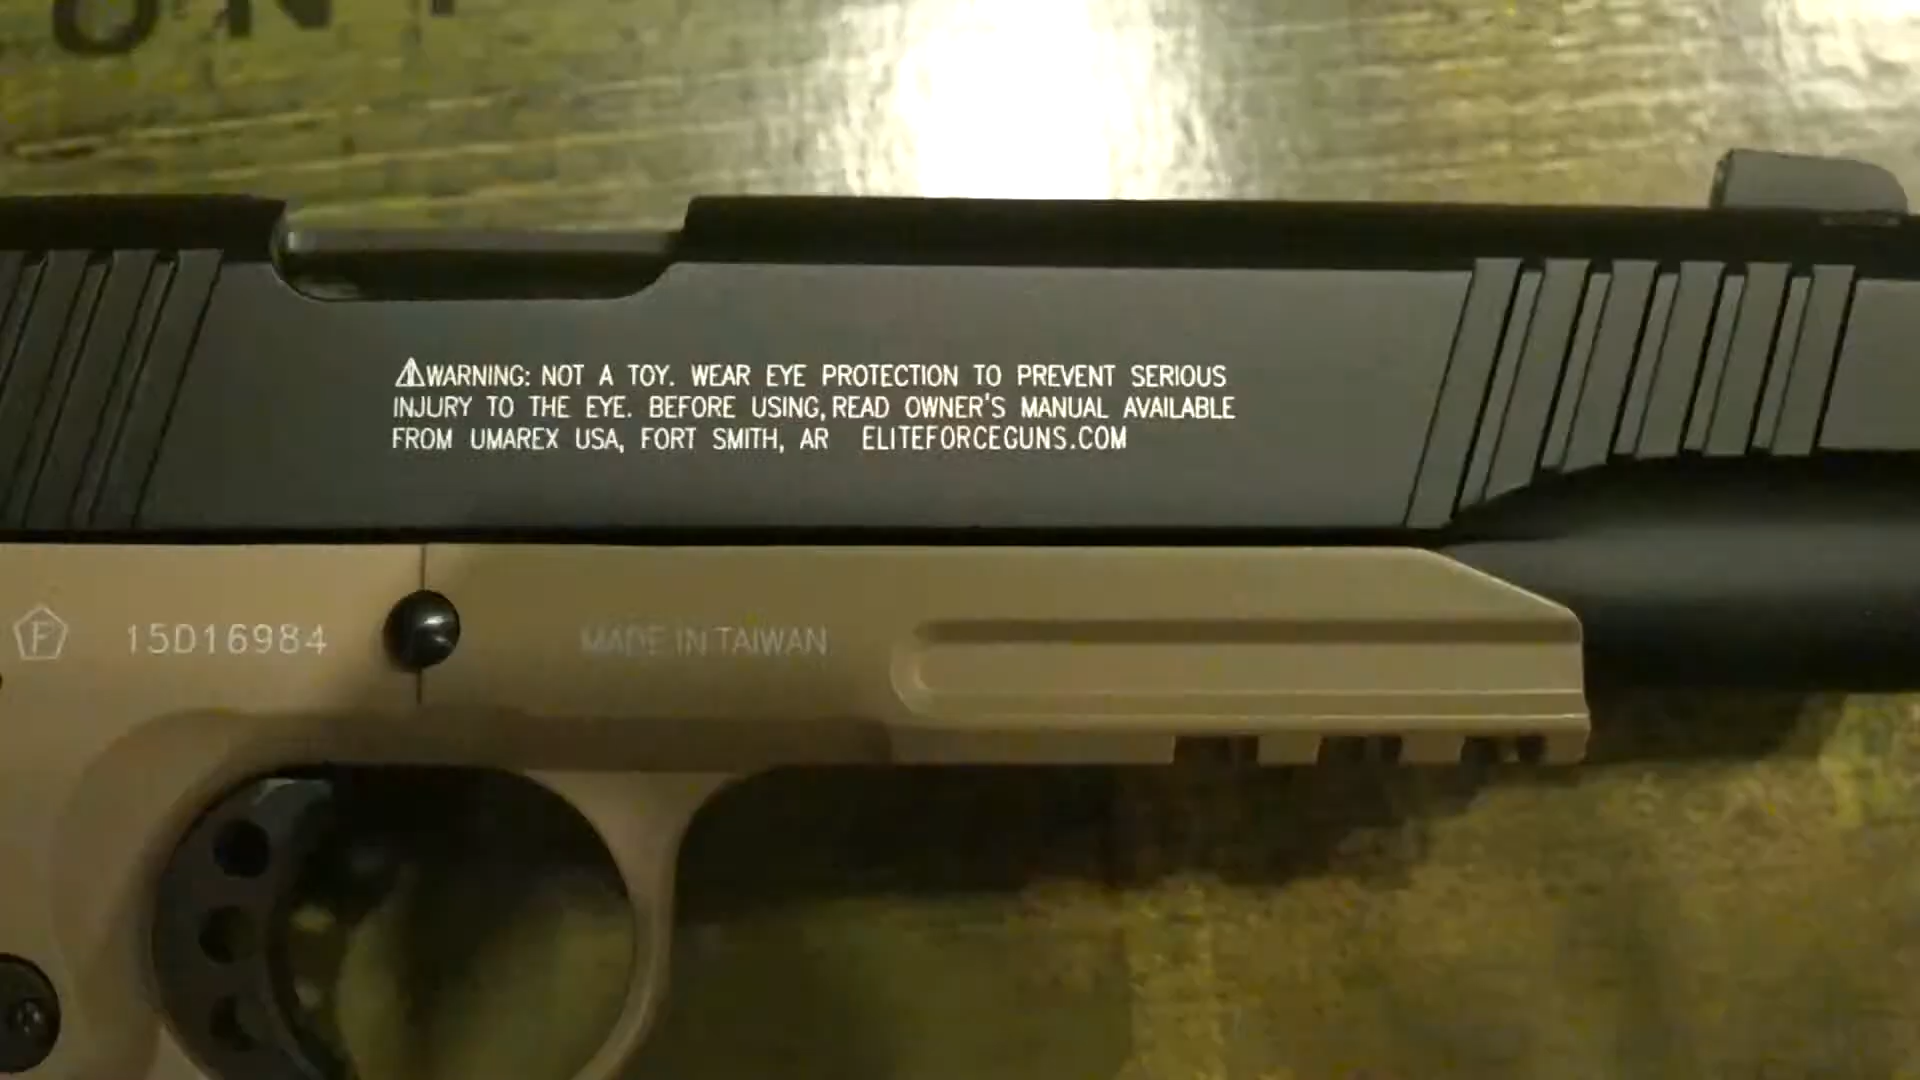 WARNING: NOT A TOY. WEAR EYE PROTECTION TO PREVENT SERIOUS
INJURY TO THE EYE. BEFORE USING, READ OWNER'S MANUAL AVAILABLE
FROM UMAREX USA, FORT SMITH, AR ELITEFORCEGUNS.COM
F 15D16984 MADE IN TAIWAN